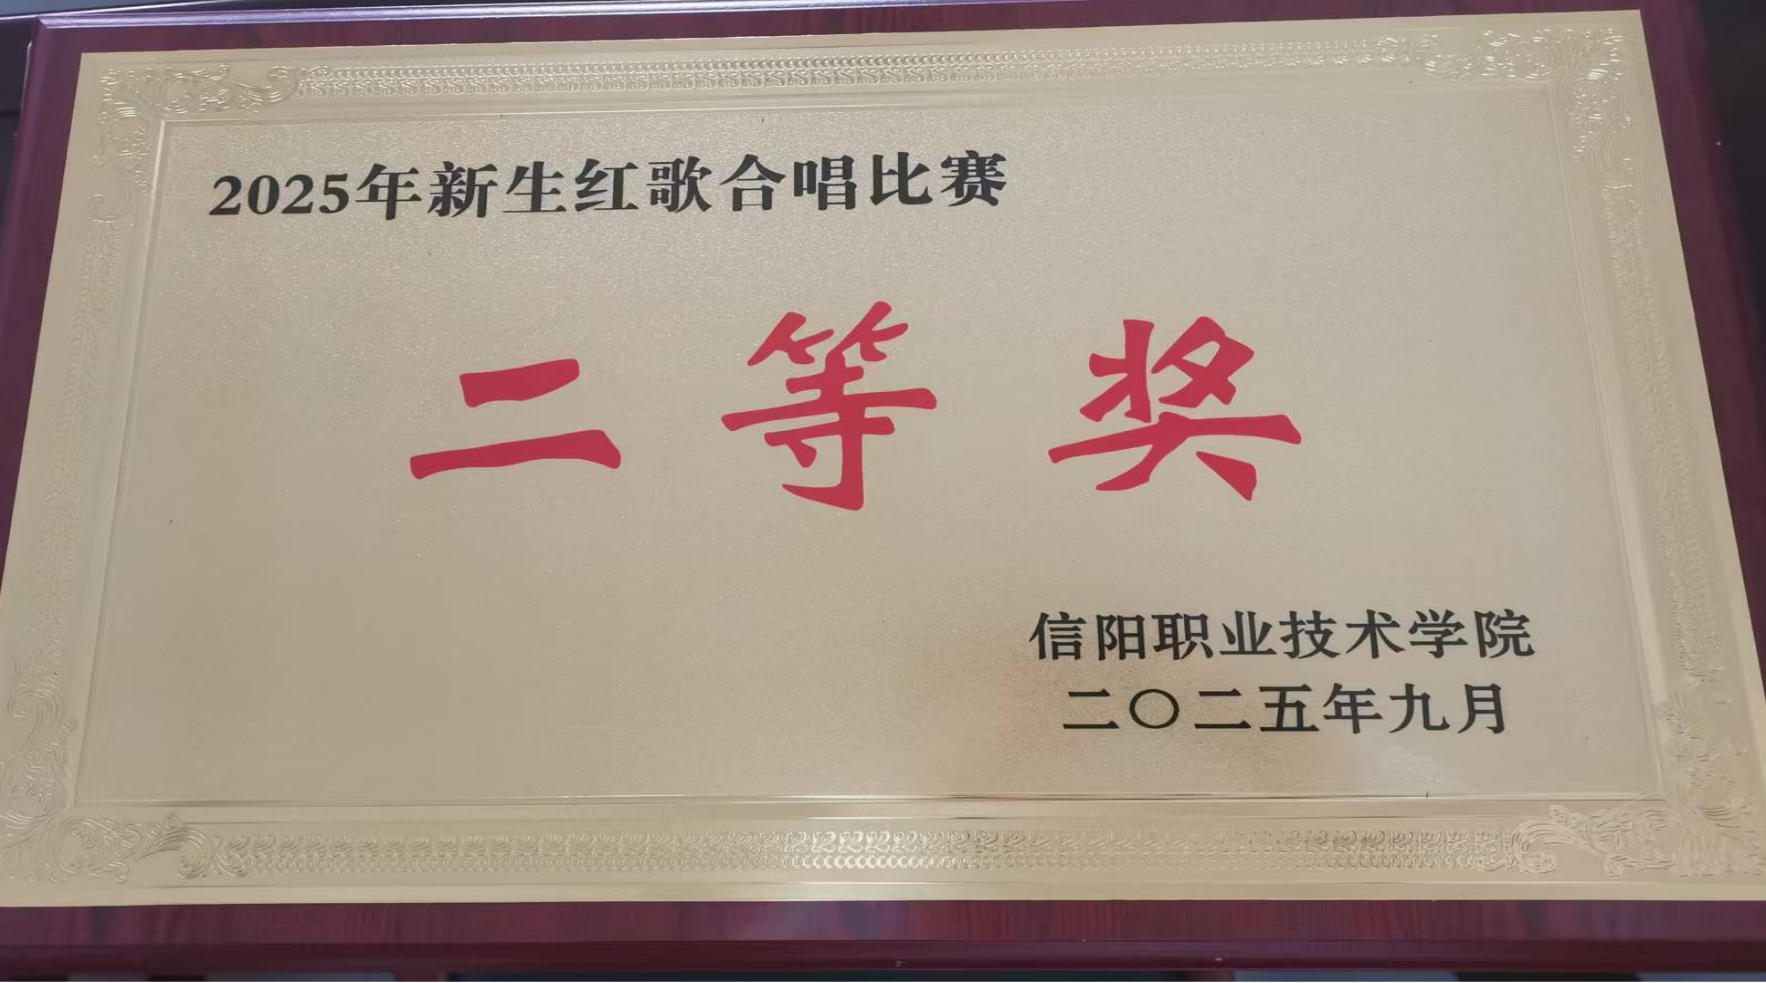 2025年新生红歌合唱比赛
二等奖
信阳职业技术学院
二〇二五年九月